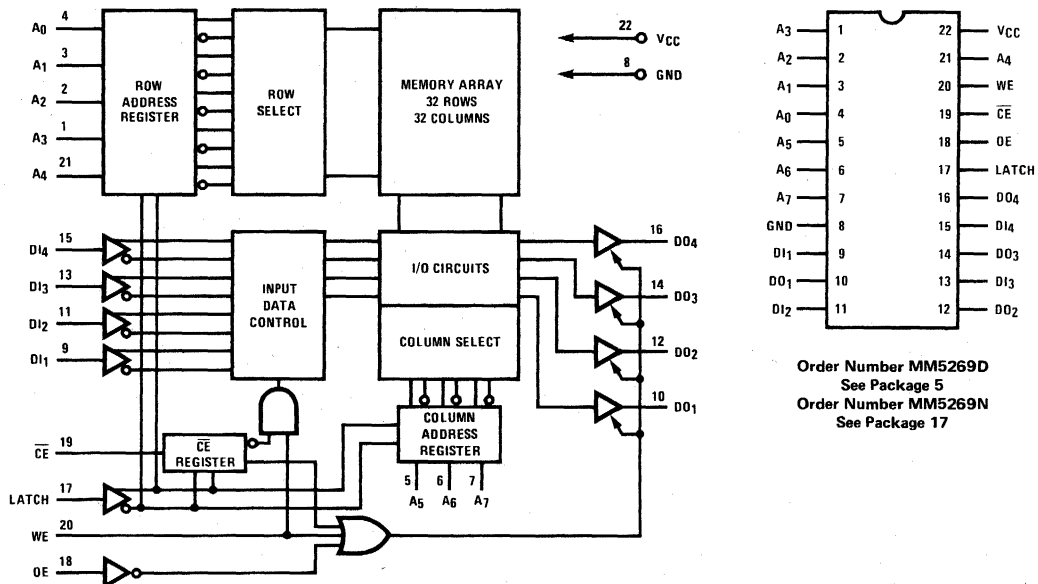 4
A0
3
A1
2
A2
1
A3
21
A4
ROW
ADDRESS
REGISTER
ROW
SELECT
MEMORY ARRAY
32 ROWS
32 COLUMNS
22
VCC
8
GND
15
DI4
13
DI3
11
DI2
9
DI1
INPUT
DATA
CONTROL
I/O CIRCUITS
COLUMN SELECT
16
DO4
14
DO3
12
DO2
10
DO1
COLUMN
ADDRESS
REGISTER
5 6 7
A5 A6 A7
19
CE
CE
REGISTER
17
LATCH
20
WE
18
OE
A3 1 22 VCC
A2 2 21 A4
A1 3 20 WE
A0 4 19 CE
A5 5 18 OE
A6 6 17 LATCH
A7 7 16 DO4
GND 8 15 DI4
DI1 9 14 DO3
DO1 10 13 DI3
DI2 11 12 DO2
Order Number MM5269D
See Package 5
Order Number MM5269N
See Package 17